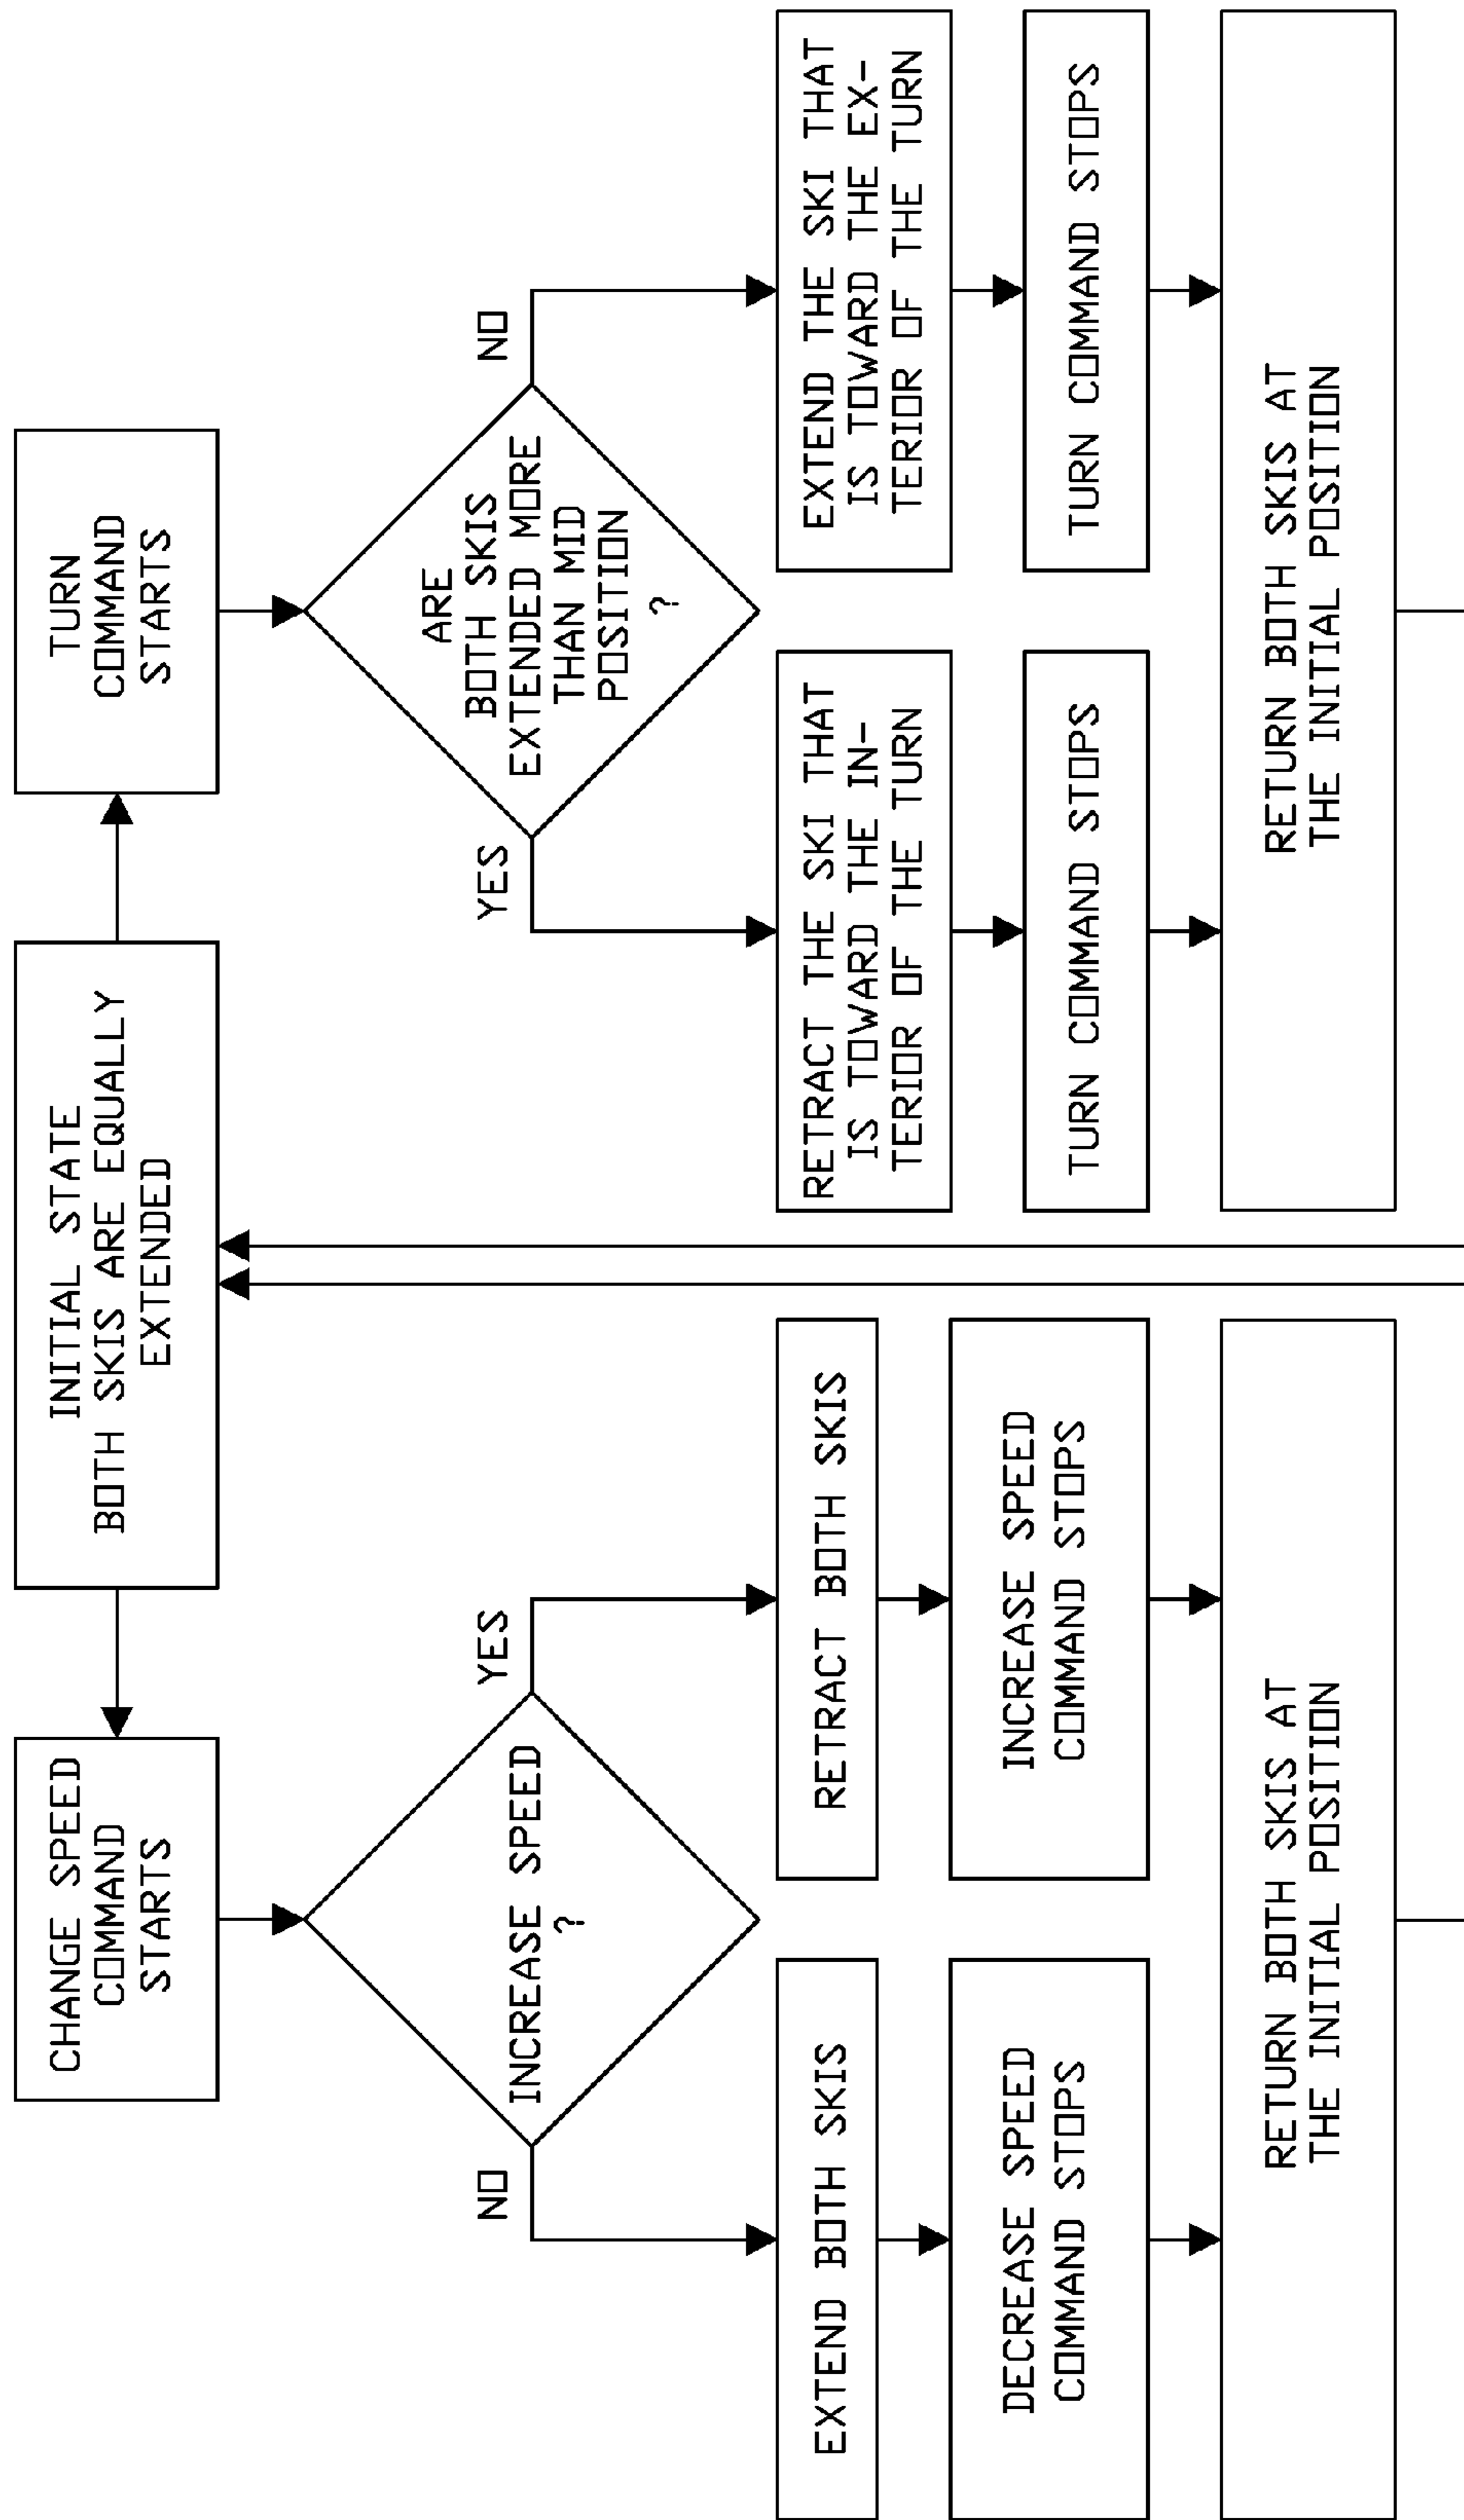 INITIAL STATE
BOTH SKIS ARE EQUALLY
EXTENDED
CHANGE SPEED
COMMAND
STARTS
INCREASE SPEED
?
NO
YES
EXTEND BOTH SKIS
DECREASE SPEED
COMMAND STOPS
RETRACT BOTH SKIS
INCREASE SPEED
COMMAND STOPS
RETURN BOTH SKIS AT
THE INITIAL POSITION
TURN
COMMAND
STARTS
ARE
BOTH SKIS
EXTENDED MORE
THAN MID
POSITION
?
YES
NO
RETRACT THE SKI THAT
IS TOWARD THE IN-
TERIOR OF THE TURN
TURN COMMAND STOPS
EXTEND THE SKI THAT
IS TOWARD THE EX-
TERIOR OF THE TURN
TURN COMMAND STOPS
RETURN BOTH SKIS AT
THE INITIAL POSITION